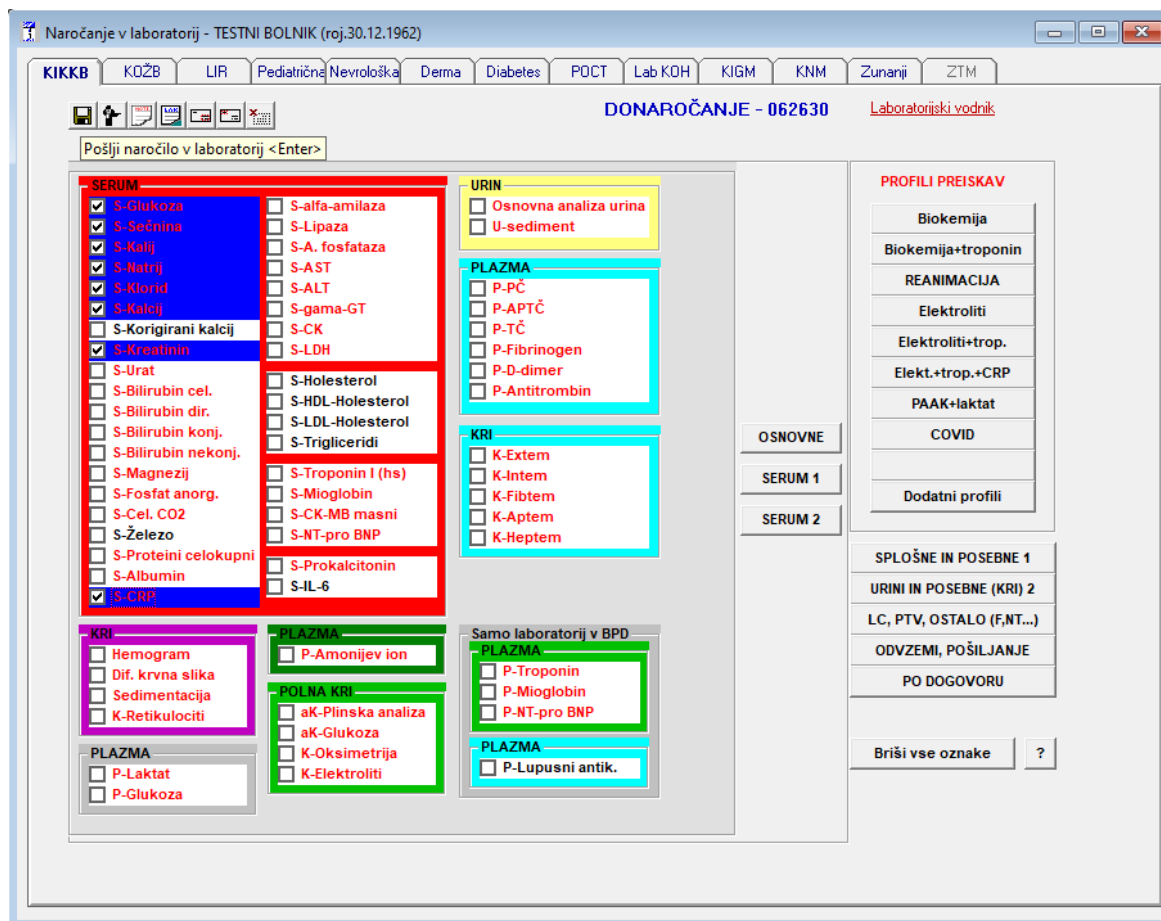 Naročanje v laboratorij - TESTNI BOLNIK (roj.30.12.1962)
KIKKB KOŽB LIR Pediatrična Nevrološka Derma Diabetes POCT Lab KOH KIGM KNM Zunanji ZTM
DONAROČANJE - 062630
Laboratorijski vodnik
Pošlji naročilo v laboratorij <Enter>
SERUM
S-Glukoza
S-Sečnina
S-Kalij
S-Natrij
S-Klorid
S-Kalcij
S-Korigirani kalcij
S-Kreatinin
S-Urat
S-Bilirubin cel.
S-Bilirubin dir.
S-Bilirubin konj.
S-Bilirubin nekonj.
S-Magnezij
S-Fosfat anorg.
S-Cel. CO2
S-Železo
S-Proteini celokupni
S-Albumin
S-CRP
S-alfa-amilaza
S-Lipaza
S-A. fosfataza
S-AST
S-ALT
S-gama-GT
S-CK
S-LDH
S-Holesterol
S-HDL-Holesterol
S-LDL-Holesterol
S-Trigliceridi
S-Troponin I (hs)
S-Mioglobin
S-CK-MB masni
S-NT-pro BNP
S-Prokalcitonin
S-IL-6
URIN
Osnovna analiza urina
U-sediment
PLAZMA
P-PČ
P-APTČ
P-TČ
P-Fibrinogen
P-D-dimer
P-Antitrombin
KRI
K-Extem
K-Intem
K-Fibtem
K-Aptem
K-Heptem
KRI
Hemogram
Dif. krvna slika
Sedimentacija
K-Retikulociti
PLAZMA
P-Laktat
P-Glukoza
PLAZMA
P-Amonijev ion
POLNA KRI
aK-Plinska analiza
aK-Glukoza
K-Oksimetrija
K-Elektroliti
Samo laboratorij v BPD
PLAZMA
P-Troponin
P-Mioglobin
P-NT-pro BNP
PLAZMA
P-Lupusni antik.
OSNOVNE
SERUM 1
SERUM 2
PROFILI PREISKAV
Biokemija
Biokemija+troponin
REANIMACIJA
Elektroliti
Elektroliti+trop.
Elekt.+trop.+CRP
PAAK+laktat
COVID
Dodatni profili
SPLOŠNE IN POSEBNE 1
URINI IN POSEBNE (KRI) 2
LC, PTV, OSTALO (F,NT...)
ODVZEMI, POŠILJANJE
PO DOGOVORU
Briši vse oznake
?